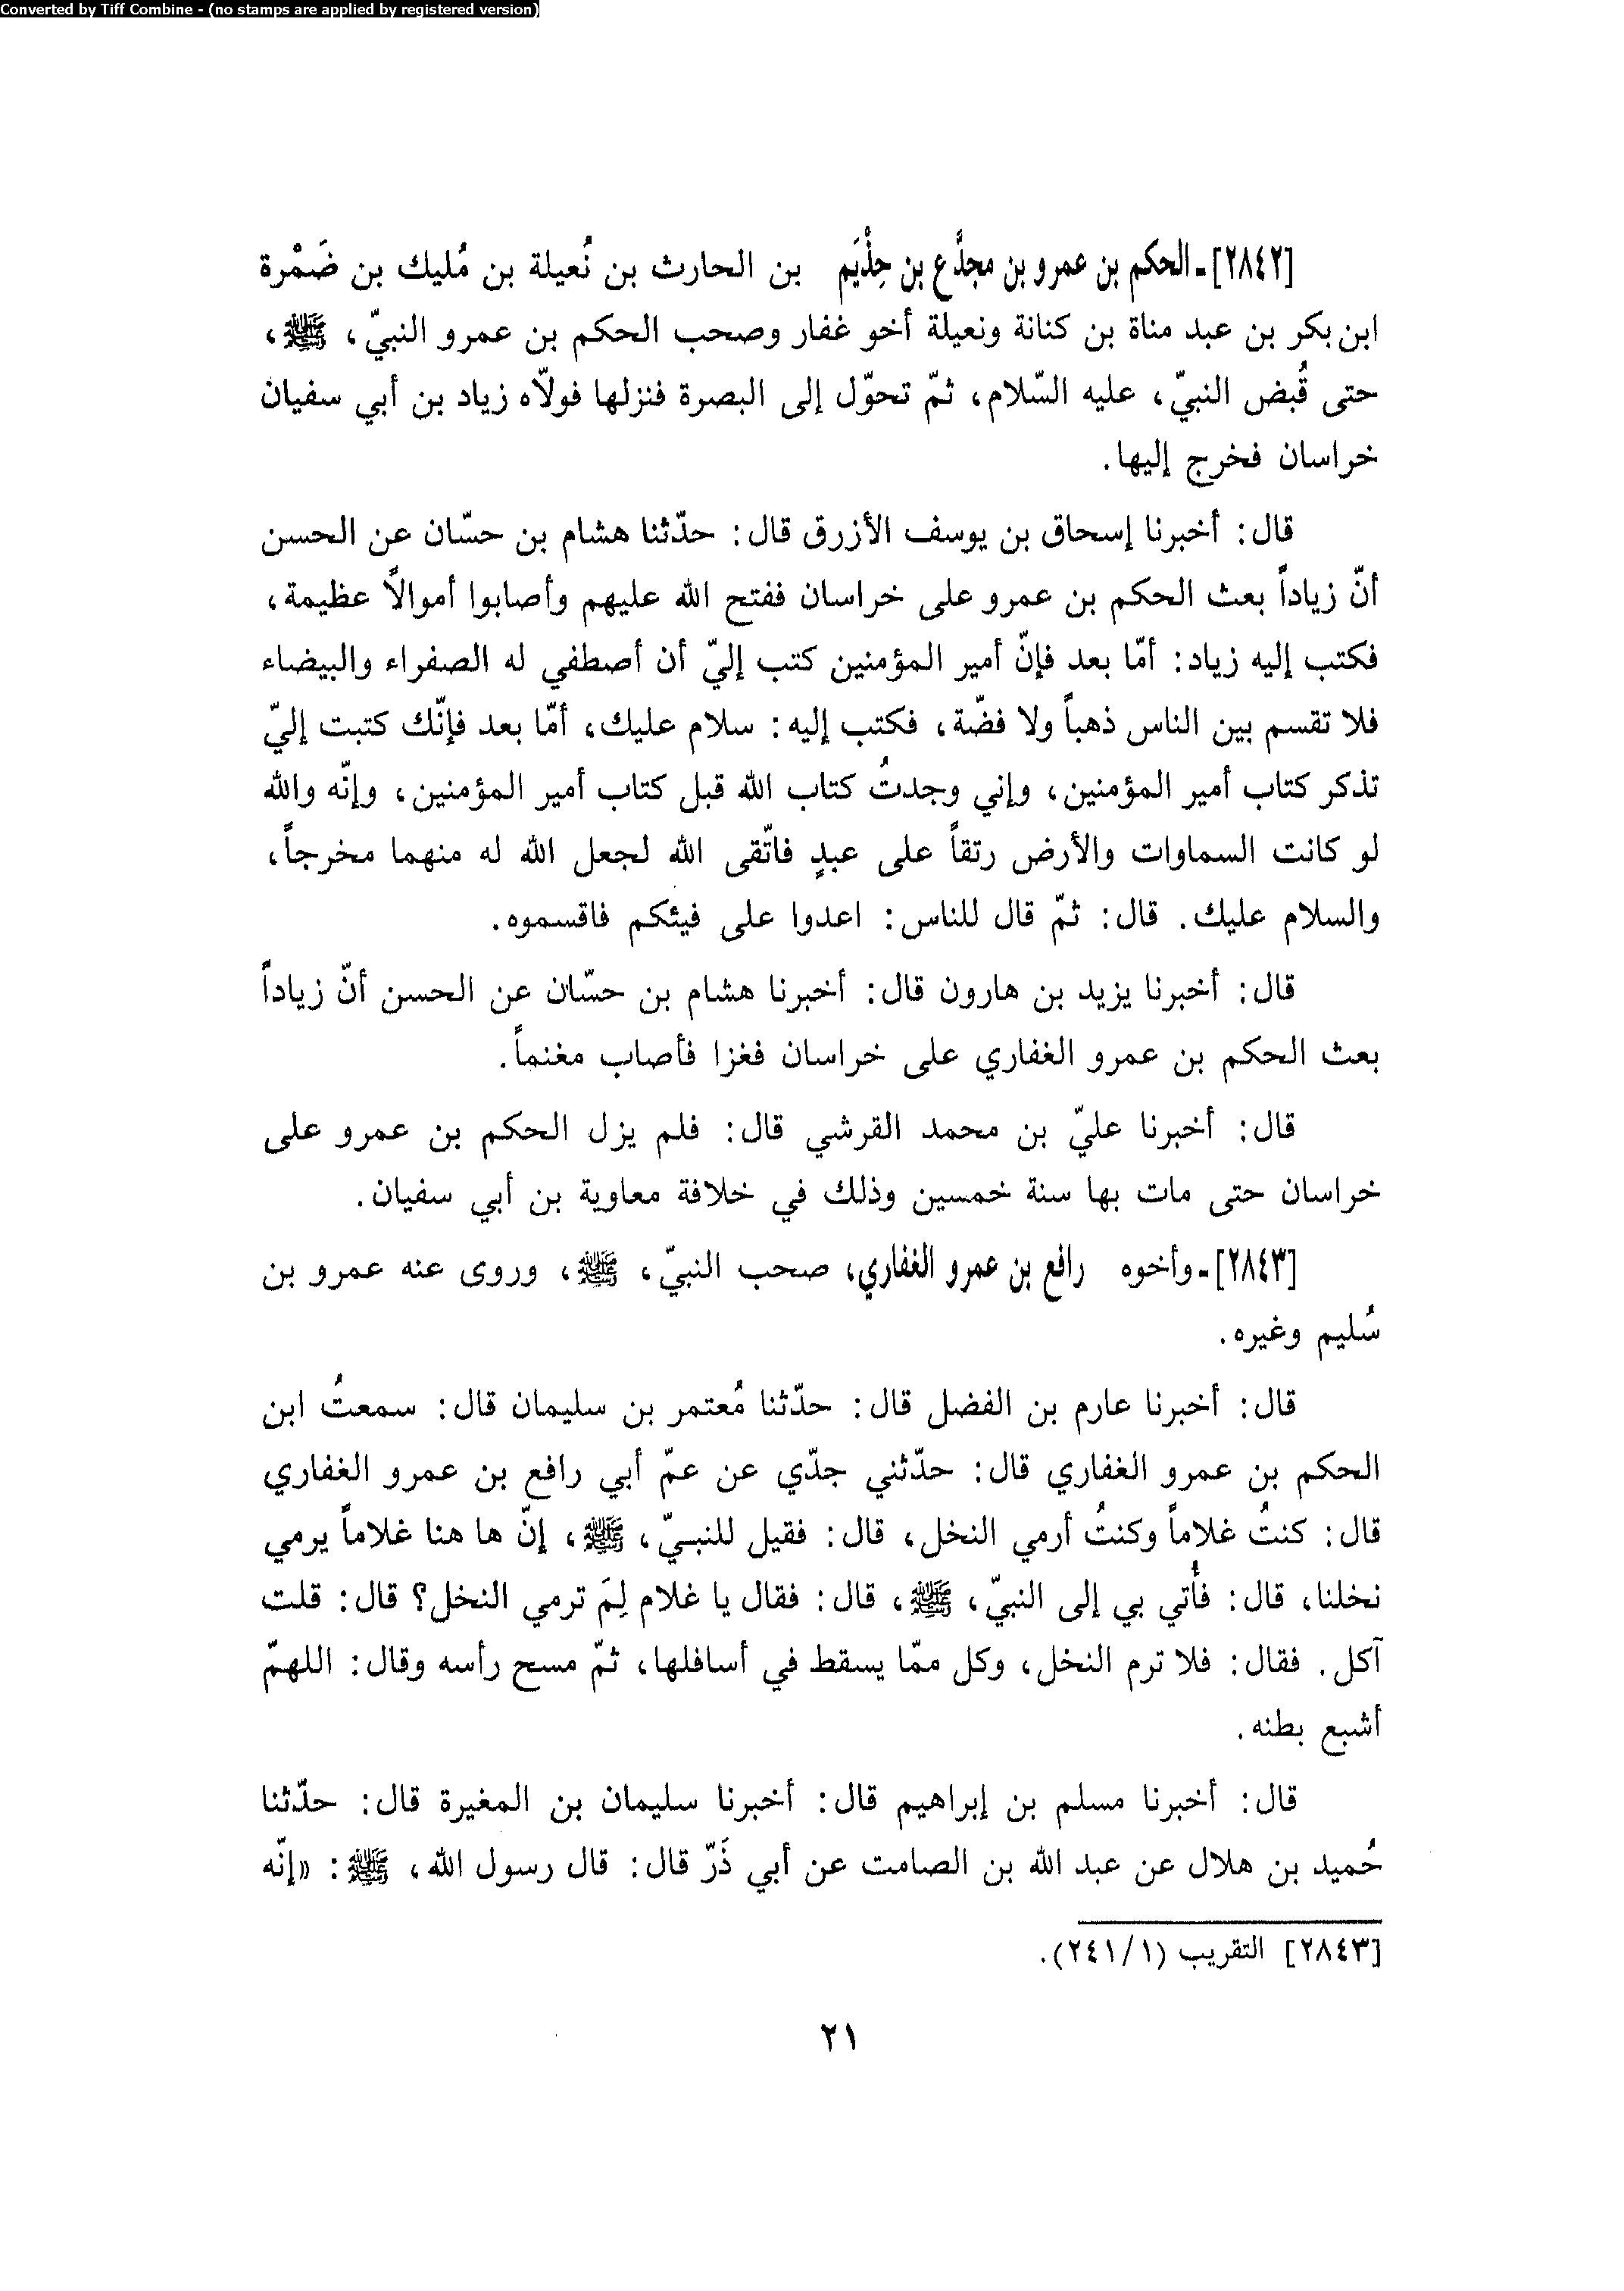 Converted by Tiff Combine - (no stamps are applied by registered version)
[٢٨٤٢]- الحكم بن عمرو بن مجدَّع بن حِذْيَم بن الحارث بن نُعيلة بن مُليك بن ضَمْرة
ابن بكر بن عبد مناة بن كنانة ونعيلة أخو غفار وصحب الحكم بن عمرو النبيّ، ﷺ،
حتى قُبض النبيّ، عليه السّلام، ثمّ تحوّل إلى البصرة فنزلها فولّاه زياد بن أبي سفيان
خراسان فخرج إليها.
قال: أخبرنا إسحاق بن يوسف الأزرق قال: حدّثنا هشام بن حسّان عن الحسن
أنّ زياداً بعث الحكم بن عمرو على خراسان ففتح الله عليهم وأصابوا أموالاً عظيمة،
فكتب إليه زياد: أمّا بعد فإنّ أمير المؤمنين كتب إليّ أن أصطفي له الصفراء والبيضاء
فلا تقسم بين الناس ذهباً ولا فضّة، فكتب إليه: سلام عليك، أمّا بعد فإنّك كتبت إليّ
تذكر كتاب أمير المؤمنين، وإني وجدتُ كتاب الله قبل كتاب أمير المؤمنين، وإنّه والله
لو كانت السماوات والأرض رتقاً على عبدٍ فاتّقى الله لجعل الله له منهما مخرجاً،
والسلام عليك. قال: ثمّ قال للناس: اعدوا على فيئكم فاقسموه.
قال: أخبرنا يزيد بن هارون قال: أخبرنا هشام بن حسّان عن الحسن أنّ زياداً
بعث الحكم بن عمرو الغفاري على خراسان فغزا فأصاب مغنماً.
قال: أخبرنا عليّ بن محمد القرشي قال: فلم يزل الحكم بن عمرو على
خراسان حتى مات بها سنة خمسين وذلك في خلافة معاوية بن أبي سفيان.
[٢٨٤٣]- وأخوه رافع بن عمرو الغفاري، صحب النبيّ، ﷺ، وروى عنه عمرو بن
سُليم وغيره.
قال: أخبرنا عارم بن الفضل قال: حدّثنا مُعتمر بن سليمان قال: سمعتُ ابن
الحكم بن عمرو الغفاري قال: حدّثني جدّي عن عمّ أبي رافع بن عمرو الغفاري
قال: كنتُ غلاماً وكنتُ أرمي النخل، قال: فقيل للنبيّ، ﷺ، إنّ ها هنا غلاماً يرمي
نخلنا، قال: فأُتي بي إلى النبيّ، ﷺ، قال: فقال يا غلام لِمَ ترمي النخل؟ قال: قلت
آكل. فقال: فلا ترم النخل، وكل ممّا يسقط في أسافلها، ثمّ مسح رأسه وقال: اللهمّ
أشبع بطنه.
قال: أخبرنا مسلم بن إبراهيم قال: أخبرنا سليمان بن المغيرة قال: حدّثنا
حُميد بن هلال عن عبد الله بن الصامت عن أبي ذَرّ قال: قال رسول الله، ﷺ: «إنّه
[٢٨٤٣] التقريب (٢٤١/١).
٢١